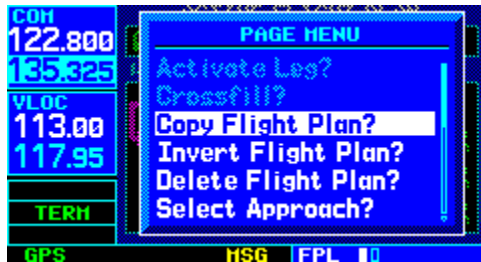 COM
122.800
135.325
VLOC
113.00
117.95
TERM
PAGE MENU
Activate Leg?
Crossfill?
Copy Flight Plan?
Invert Flight Plan?
Delete Flight Plan?
Select Approach?
GPS MSG FPL